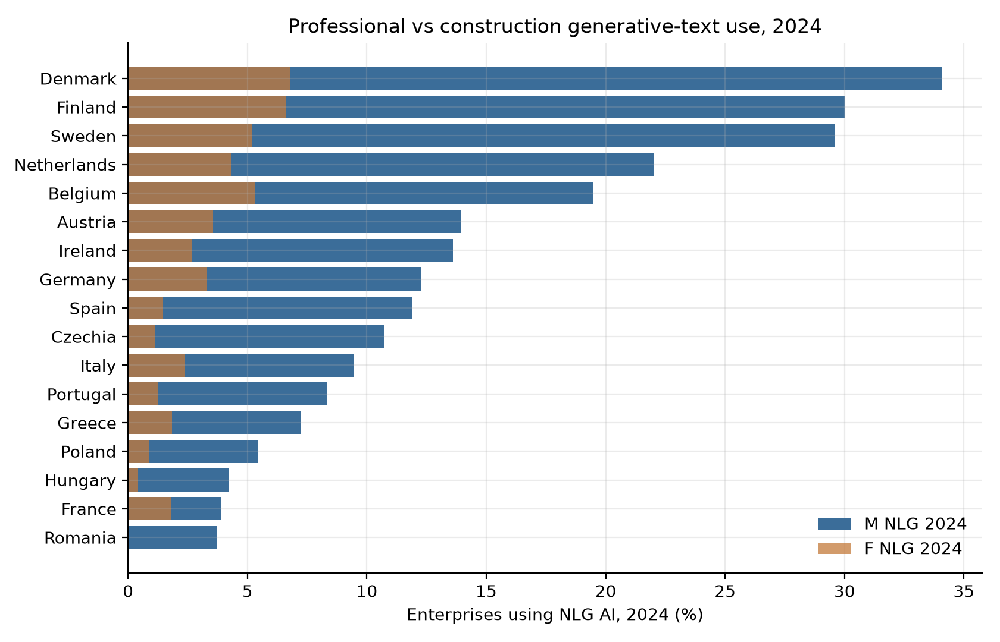 Professional vs construction generative-text use, 2024
Denmark
Finland
Sweden
Netherlands
Belgium
Austria
Ireland
Germany
Spain
Czechia
Italy
Portugal
Greece
Poland
Hungary
France
Romania
M NLG 2024
F NLG 2024
0 5 10 15 20 25 30 35
Enterprises using NLG AI, 2024 (%)